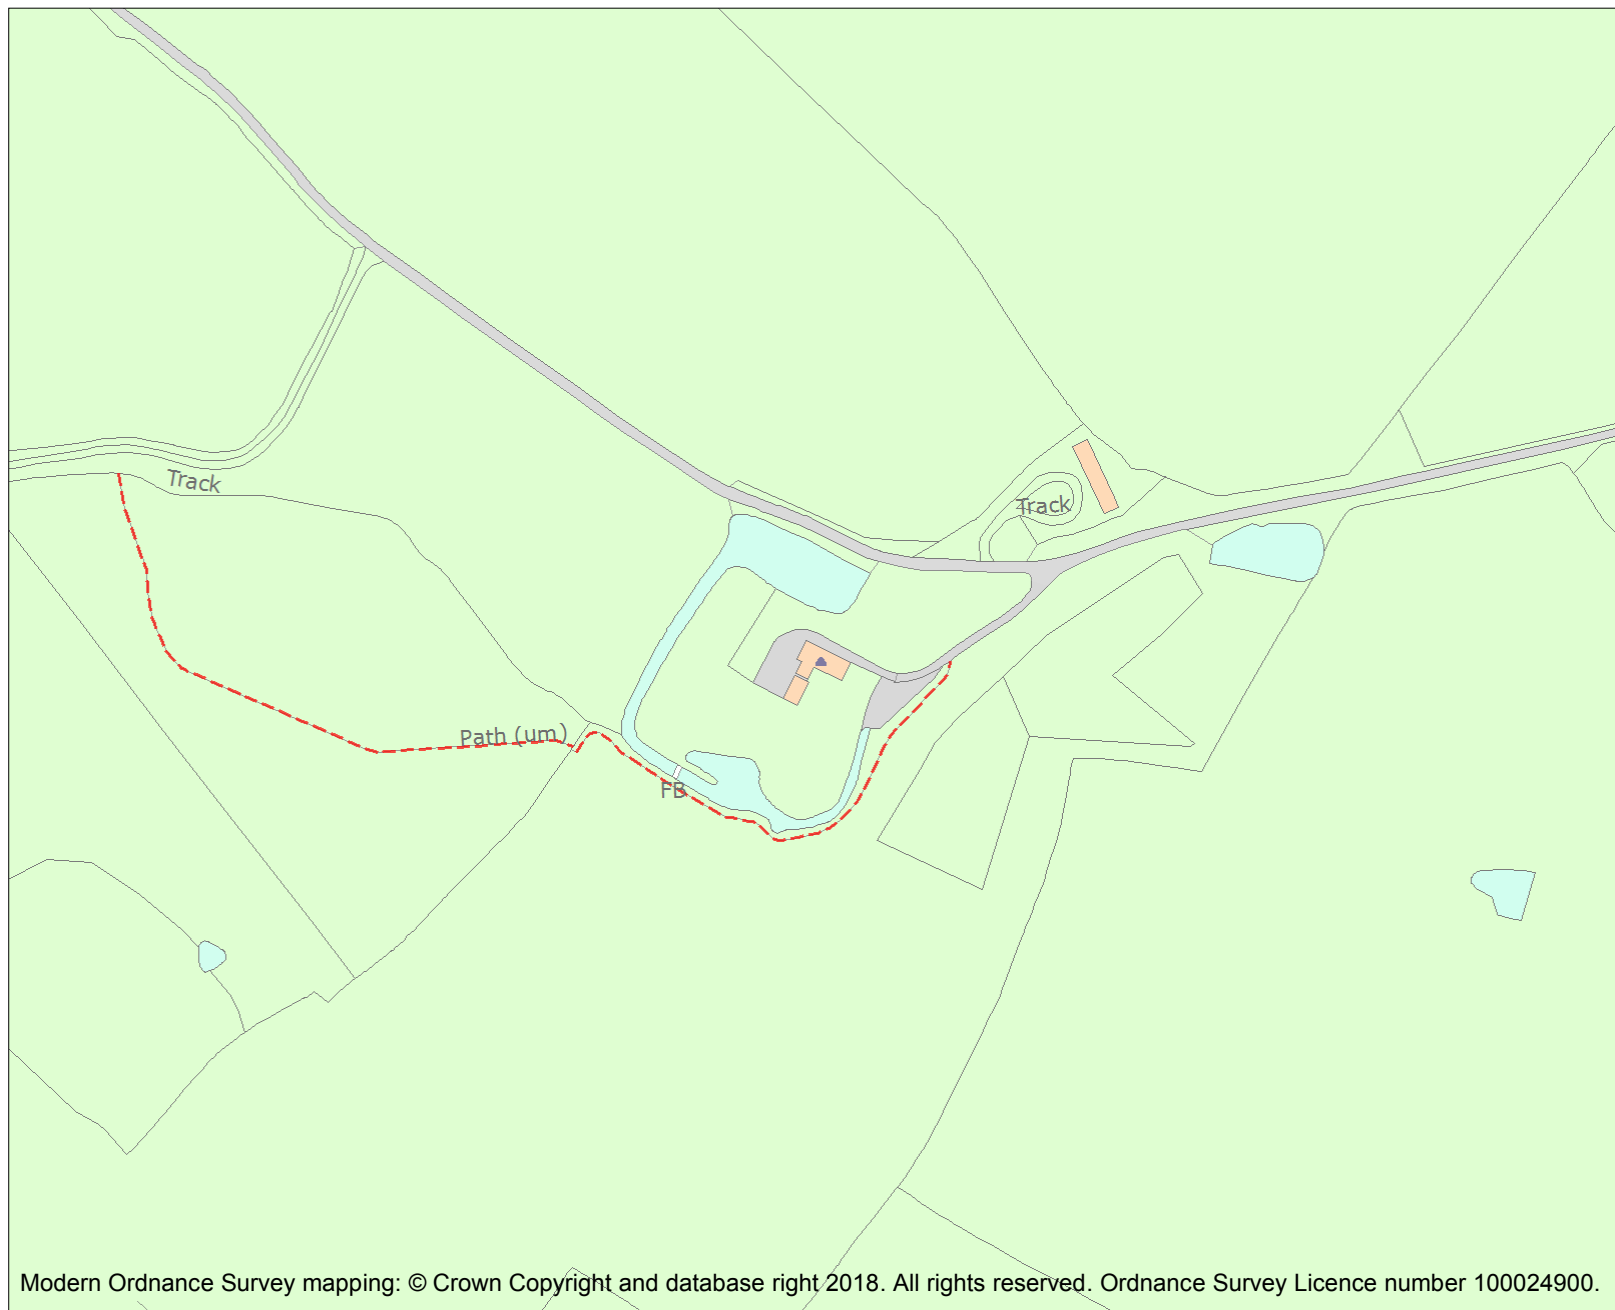 Track
Track
Path (um)
FB
Modern Ordnance Survey mapping: © Crown Copyright and database right 2018. All rights reserved. Ordnance Survey Licence number 100024900.